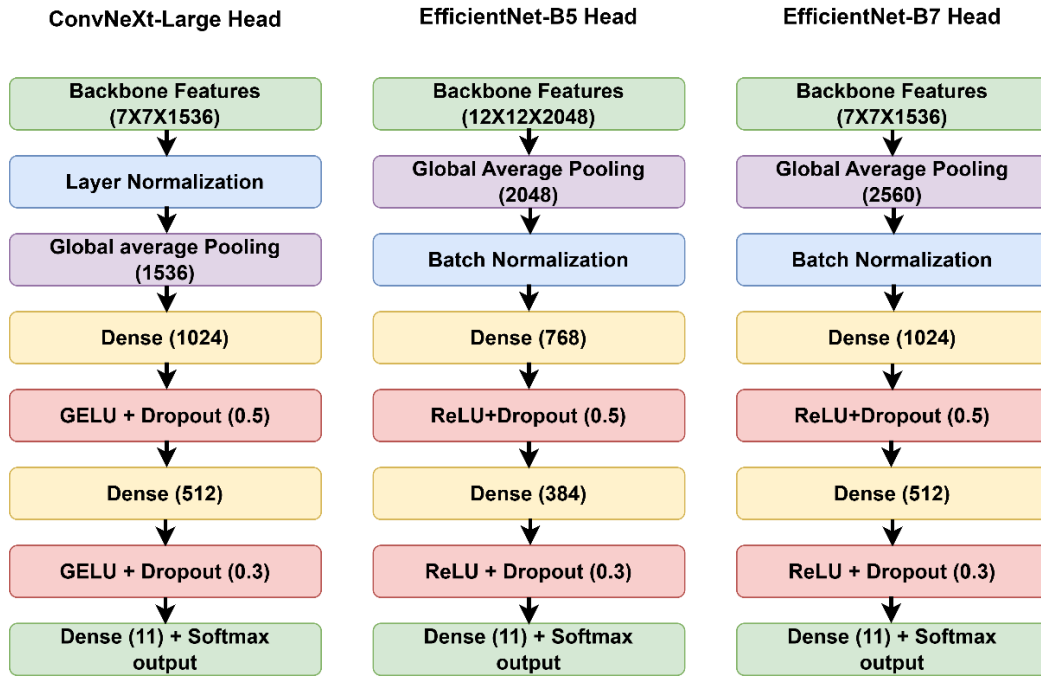 ConvNeXt-Large Head
Backbone Features
(7X7X1536)
Layer Normalization
Global average Pooling
(1536)
Dense (1024)
GELU + Dropout (0.5)
Dense (512)
GELU + Dropout (0.3)
Dense (11) + Softmax
output
EfficientNet-B5 Head
Backbone Features
(12X12X2048)
Global Average Pooling
(2048)
Batch Normalization
Dense (768)
ReLU+Dropout (0.5)
Dense (384)
ReLU + Dropout (0.3)
Dense (11) + Softmax
output
EfficientNet-B7 Head
Backbone Features
(7X7X1536)
Global Average Pooling
(2560)
Batch Normalization
Dense (1024)
ReLU+Dropout (0.5)
Dense (512)
ReLU + Dropout (0.3)
Dense (11) + Softmax
output